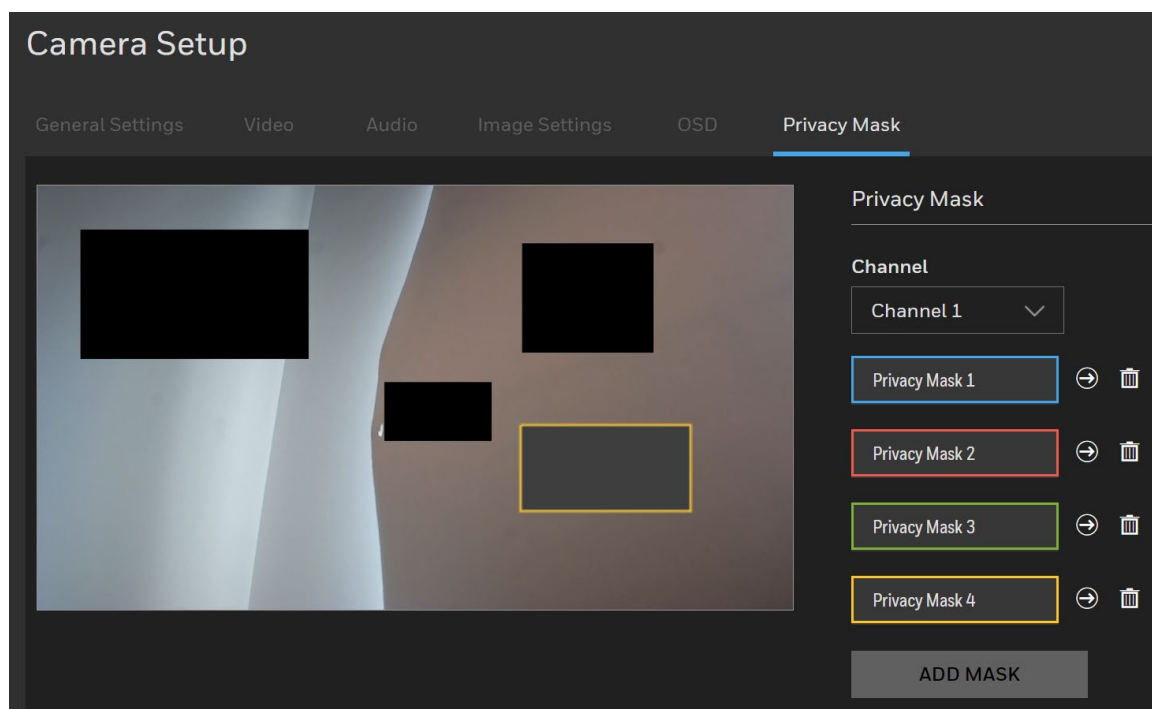 Camera Setup
General Settings Video Audio Image Settings OSD Privacy Mask
Privacy Mask
Channel
Channel 1
Privacy Mask 1
Privacy Mask 2
Privacy Mask 3
Privacy Mask 4
ADD MASK